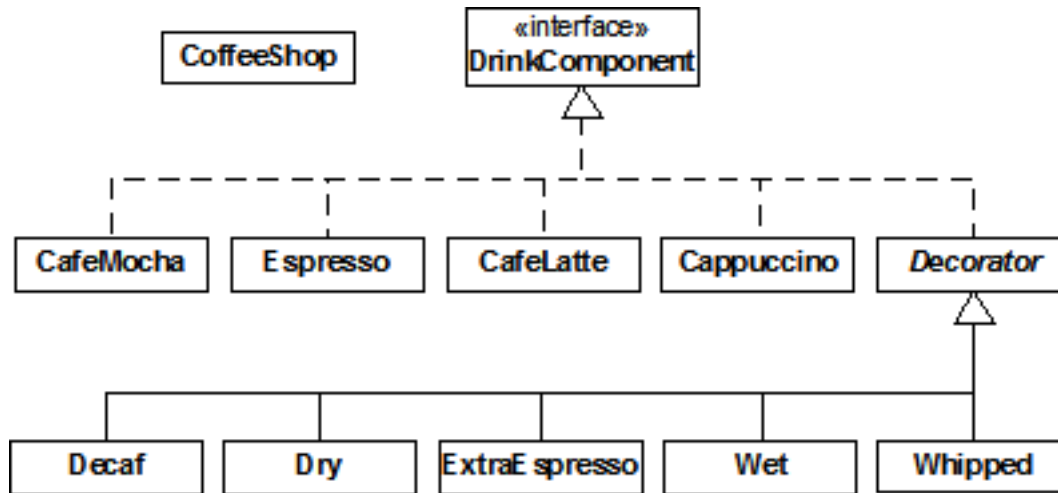 «interface»
CoffeeShop
DrinkComponent
CafeMocha
Espresso
CafeLatte
Cappuccino
Decorator
Decaf
Dry
ExtraEspresso
Wet
Whipped